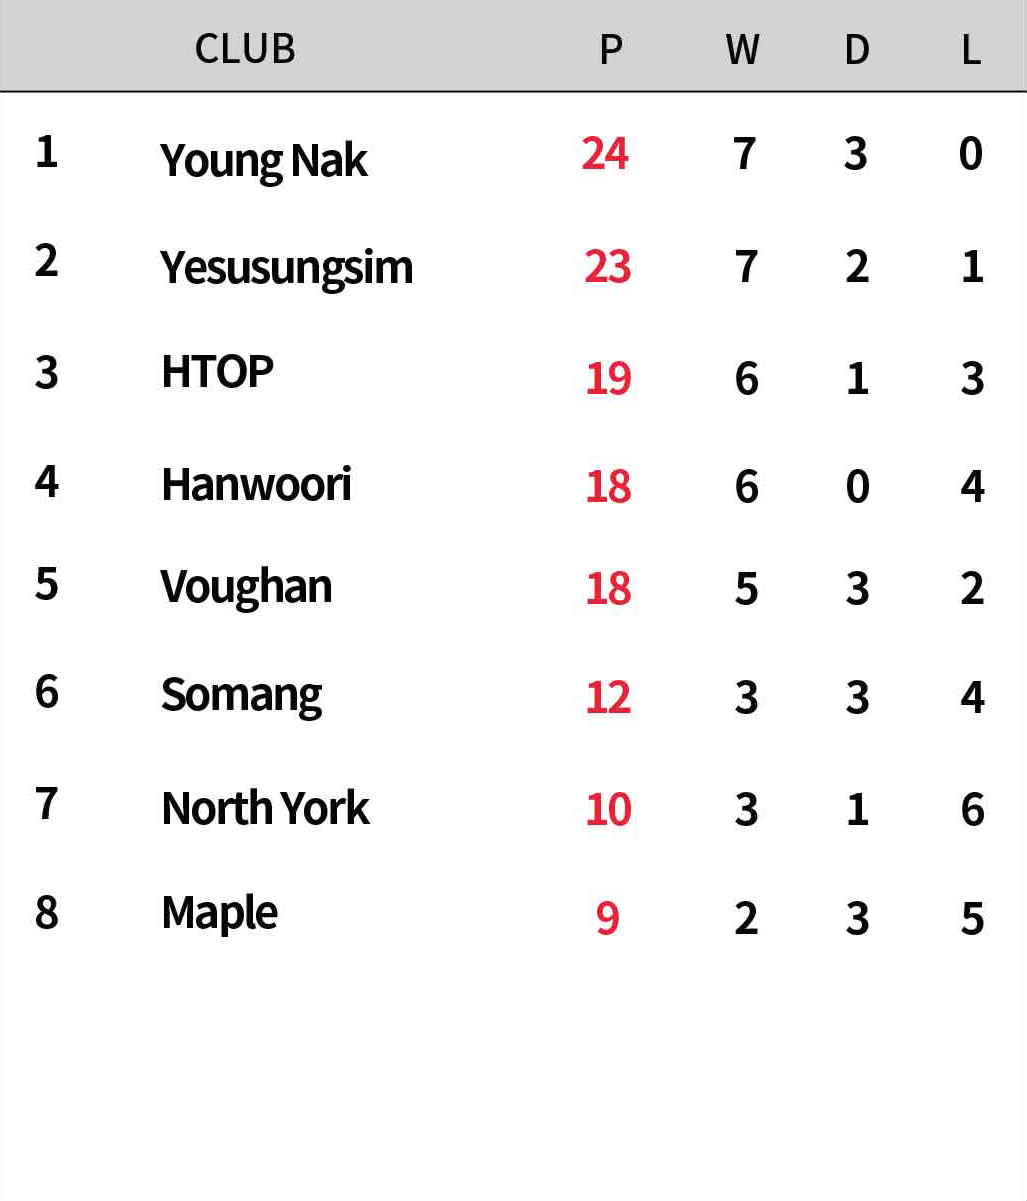 CLUB P W D L
1 Young Nak 24 7 3 0
2 Yesusungsim 23 7 2 1
3 HTOP 19 6 1 3
4 Hanwoori 18 6 0 4
5 Voughan 18 5 3 2
6 Somang 12 3 3 4
7 North York 10 3 1 6
8 Maple 9 2 3 5